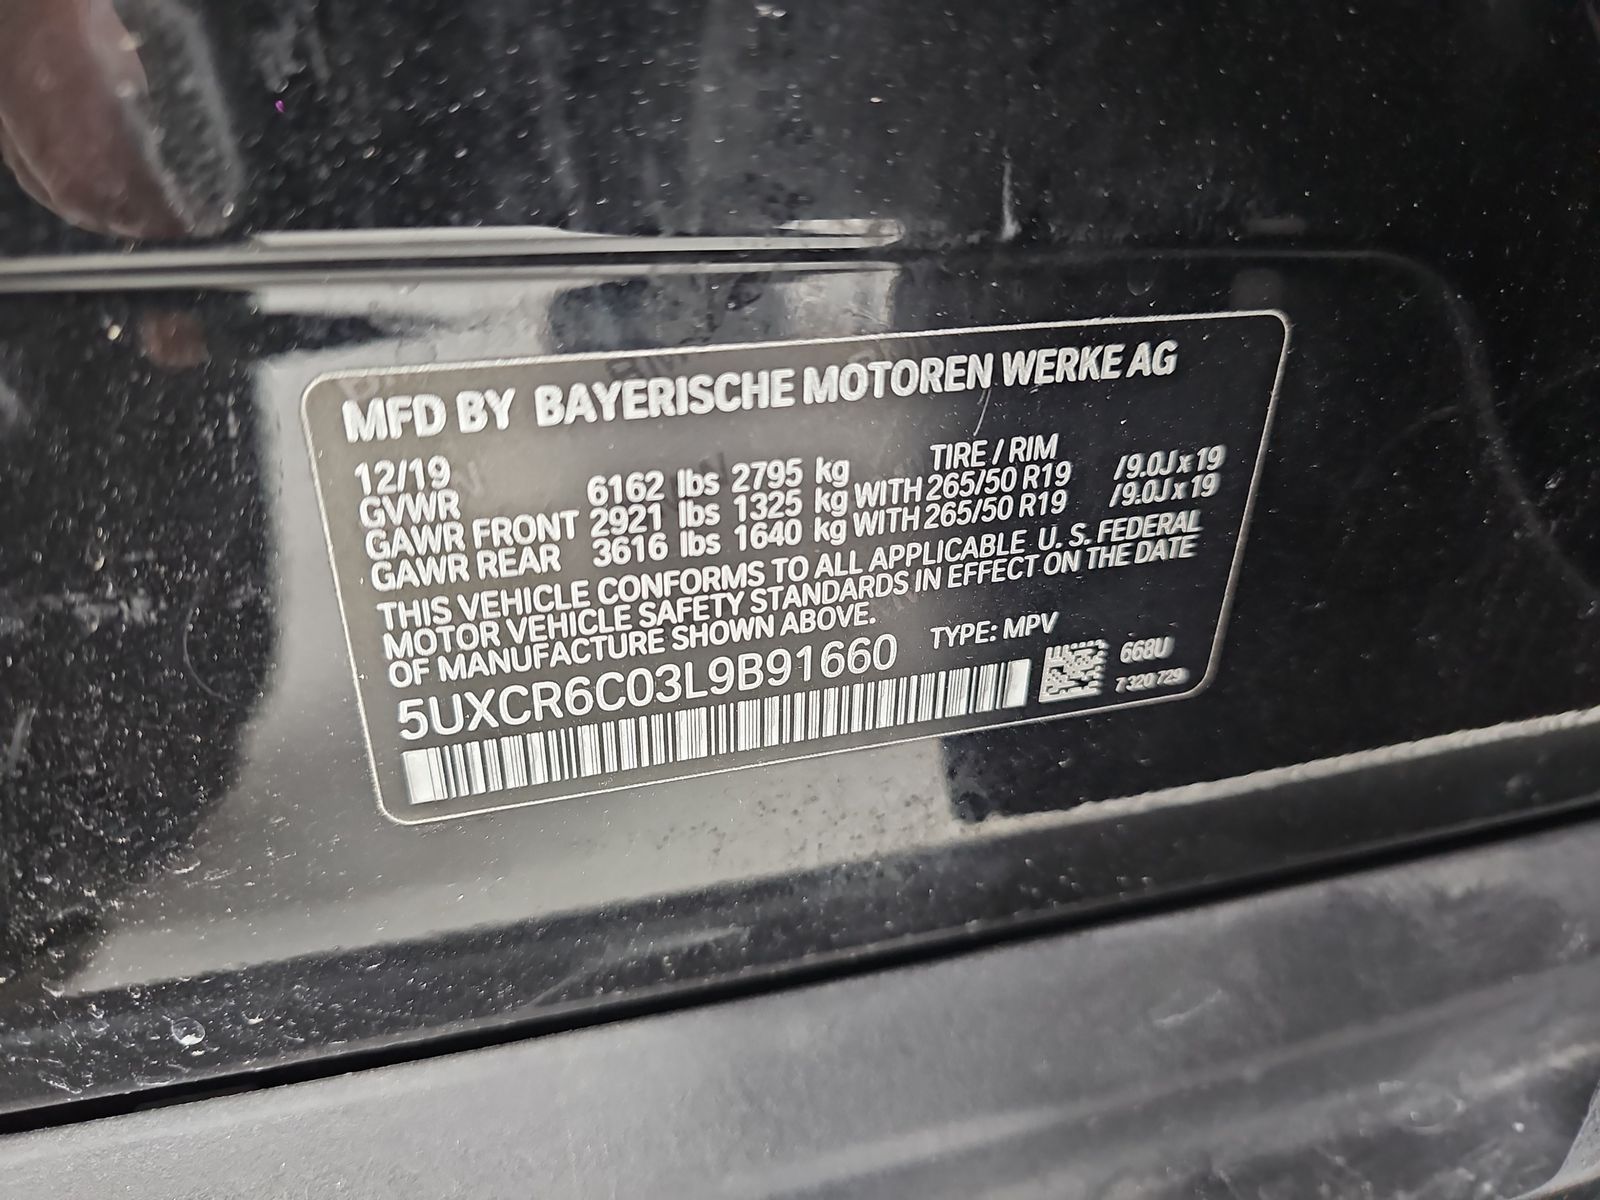 MFD BY BAYERISCHE MOTOREN WERKE AG
12/19 TIRE / RIM
GVWR 6162 lbs 2795 kg
GAWR FRONT 2921 lbs 1325 kg WITH 265/50 R19 /9.0J x 19
GAWR REAR 3616 lbs 1640 kg WITH 265/50 R19 /9.0J x 19
THIS VEHICLE CONFORMS TO ALL APPLICABLE U.S. FEDERAL
MOTOR VEHICLE SAFETY STANDARDS IN EFFECT ON THE DATE
OF MANUFACTURE SHOWN ABOVE.
5UXCR6C03L9B91660 TYPE: MPV
668U
7 320 729